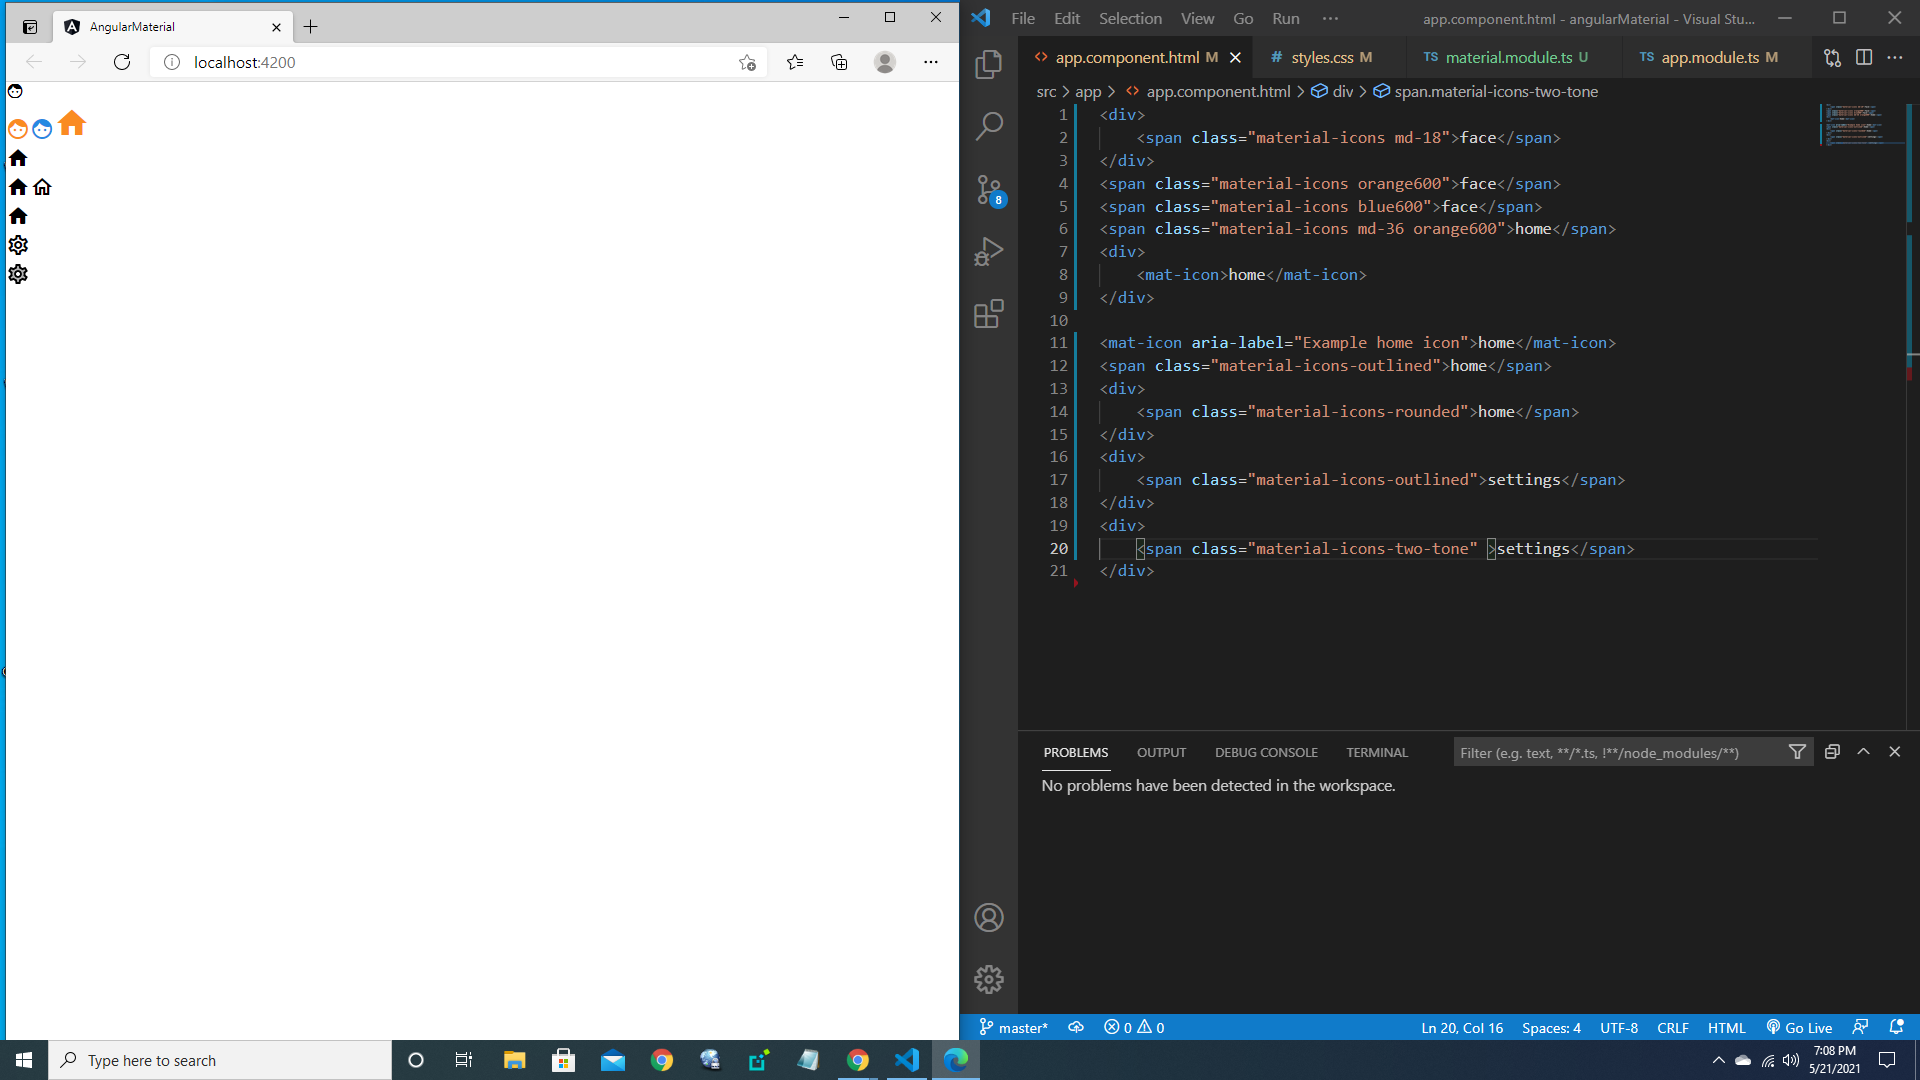 AngularMaterial
localhost:4200
File Edit Selection View Go Run ··· app.component.html - angularMaterial - Visual Stu...
app.component.html M
styles.css M
TS material.module.ts U
TS app.module.ts M
src > app > app.component.html > div > span.material-icons-two-tone
1 <div>
2 <span class="material-icons md-18">face</span>
3 </div>
4 <span class="material-icons orange600">face</span>
5 <span class="material-icons blue600">face</span>
6 <span class="material-icons md-36 orange600">home</span>
7 <div>
8 <mat-icon>home</mat-icon>
9 </div>
10
11 <mat-icon aria-label="Example home icon">home</mat-icon>
12 <span class="material-icons-outlined">home</span>
13 <div>
14 <span class="material-icons-rounded">home</span>
15 </div>
16 <div>
17 <span class="material-icons-outlined">settings</span>
18 </div>
19 <div>
20 <span class="material-icons-two-tone" >settings</span>
21 </div>
8
PROBLEMS OUTPUT DEBUG CONSOLE TERMINAL Filter (e.g. text, **/*.ts, !**/node_modules/**)
No problems have been detected in the workspace.
master* 0 0 Ln 20, Col 16 Spaces: 4 UTF-8 CRLF HTML Go Live
Type here to search
7:08 PM
5/21/2021